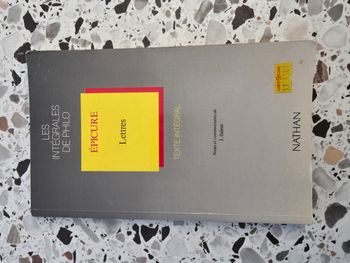 LES
INTÉGRALES
DE PHILO
ÉPICURE
Lettres
TEXTE INTÉGRAL
NATHAN